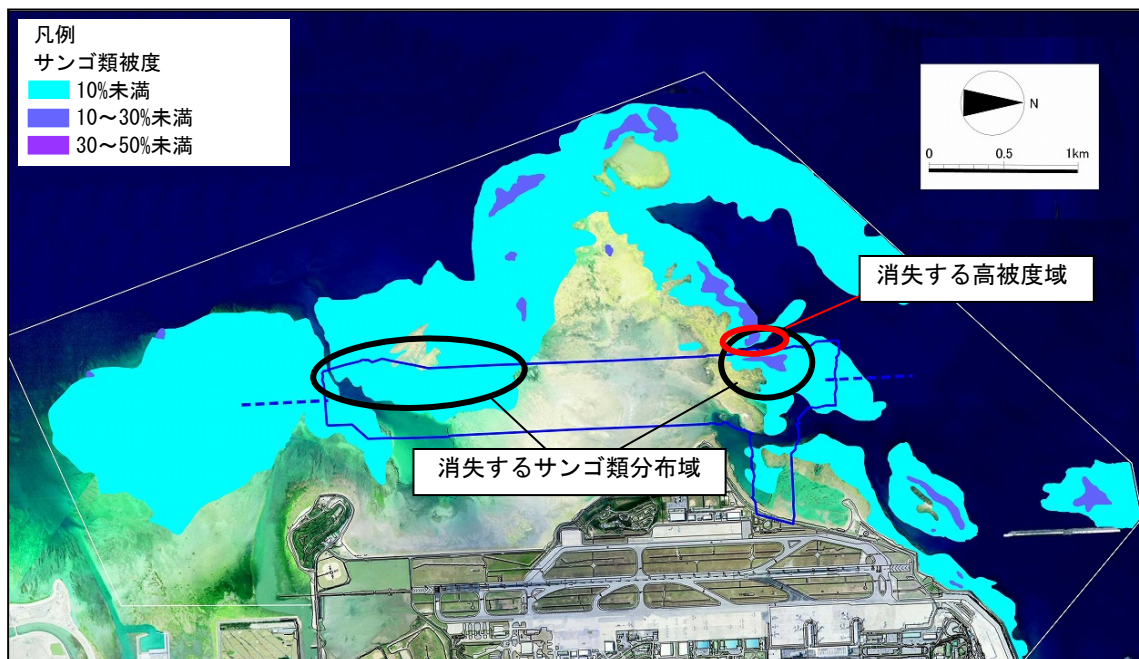 凡例
サンゴ類被度
10%未満
10～30%未満
30～50%未満
N
0 0.5 1km
消失する高被度域
消失するサンゴ類分布域